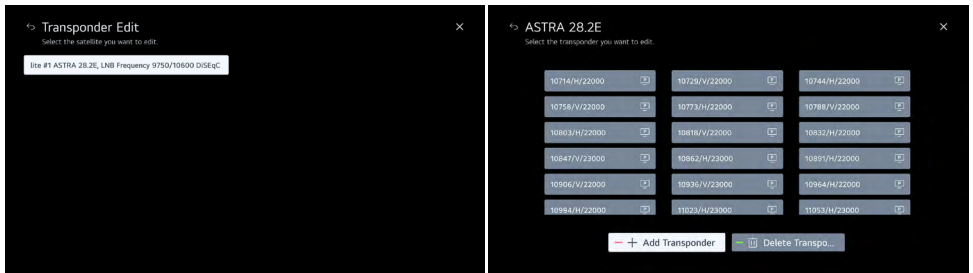 Transponder Edit
Select the satellite you want to edit.
lite #1 ASTRA 28.2E, LNB Frequency 9750/10600 DiSEqC
ASTRA 28.2E
Select the transponder you want to edit.
10714/H/22000 10729/V/22000 10744/H/22000
10758/V/22000 10773/H/22000 10788/V/22000
10803/H/22000 10818/V/22000 10832/H/22000
10847/V/23000 10862/H/23000 10891/H/22000
10906/V/22000 10936/V/22000 10964/H/22000
10994/H/22000 11023/H/23000 11053/H/23000
+ Add Transponder Delete Transpo...